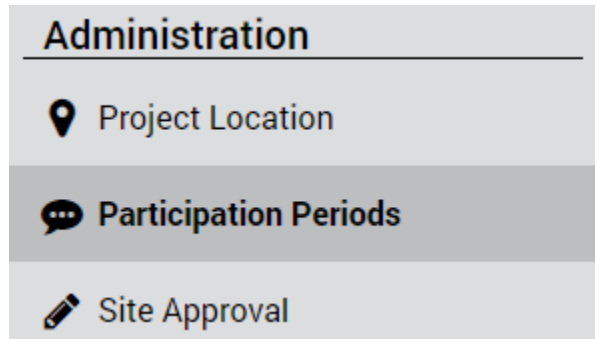 Administration
Project Location
Participation Periods
Site Approval